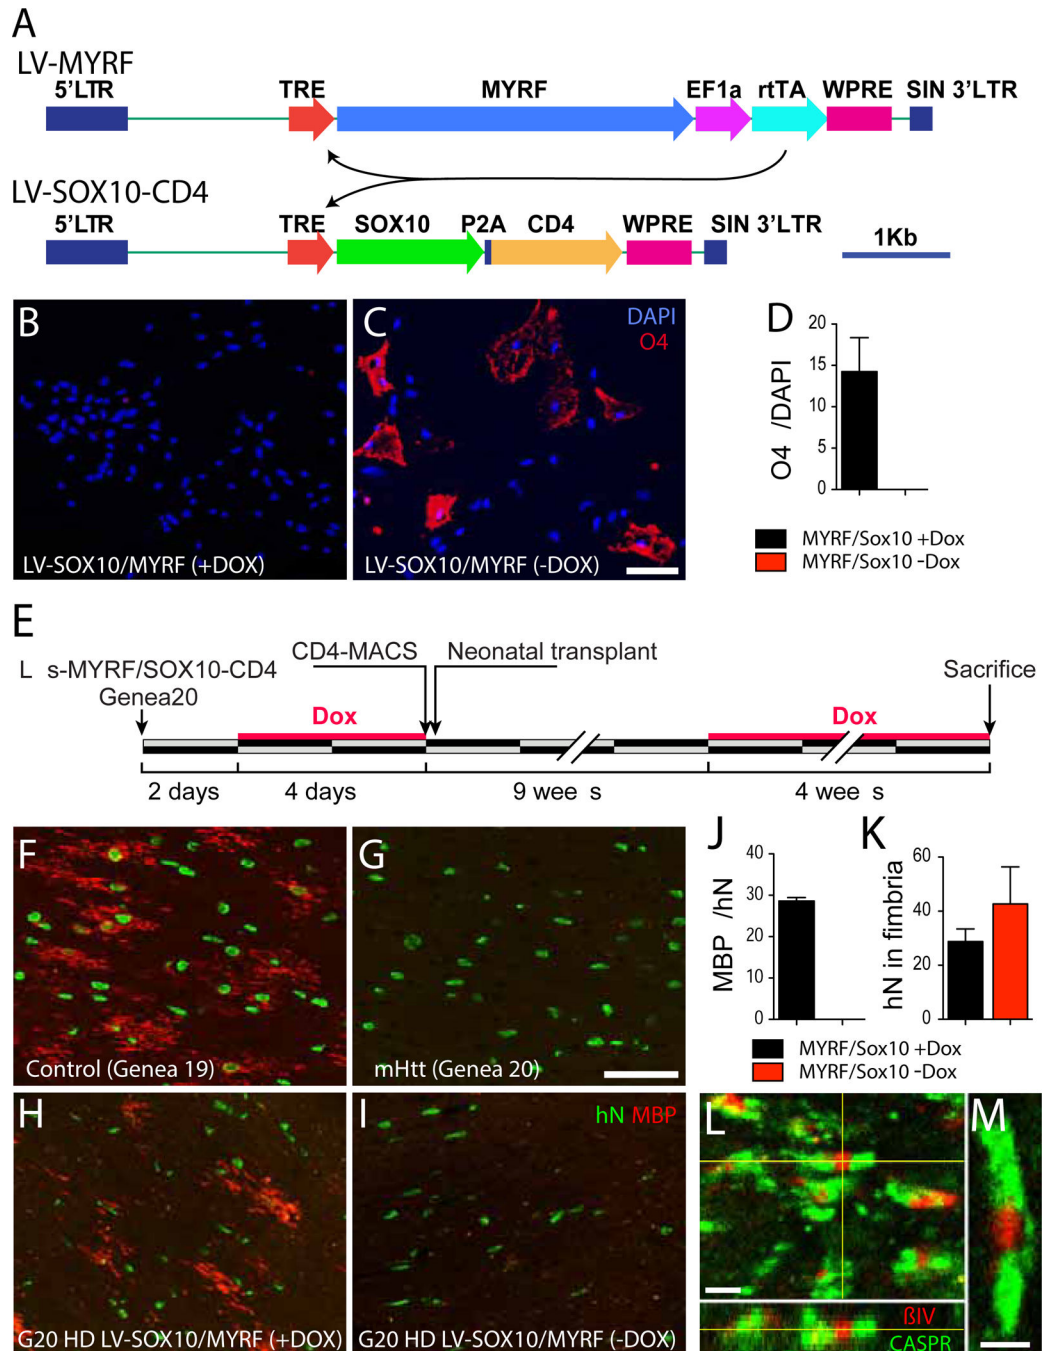 A
LV-MYRF
5'LTR TRE MYRF EF1a rtTA WPRE SIN 3'LTR
LV-SOX10-CD4
5'LTR TRE SOX10 P2A CD4 WPRE SIN 3'LTR
1Kb
B
LV-SOX10/MYRF (+DOX)
C
DAPI
O4
LV-SOX10/MYRF (-DOX)
D
20
15
10
5
0
O4 /DAPI
MYRF/Sox10 +Dox
MYRF/Sox10 -Dox
E
L s-MYRF/SOX10-CD4
Genea20
CD4-MACS
Neonatal transplant
Sacrifice
Dox
Dox
2 days 4 days 9 wee s 4 wee s
F
Control (Genea 19)
G
mHtt (Genea 20)
H
G20 HD LV-SOX10/MYRF (+DOX)
I
hN MBP
G20 HD LV-SOX10/MYRF (-DOX)
J
40
30
20
10
0
MBP /hN
K
60
40
20
0
hN in fimbria
MYRF/Sox10 +Dox
MYRF/Sox10 -Dox
L
ßIV
CASPR
M